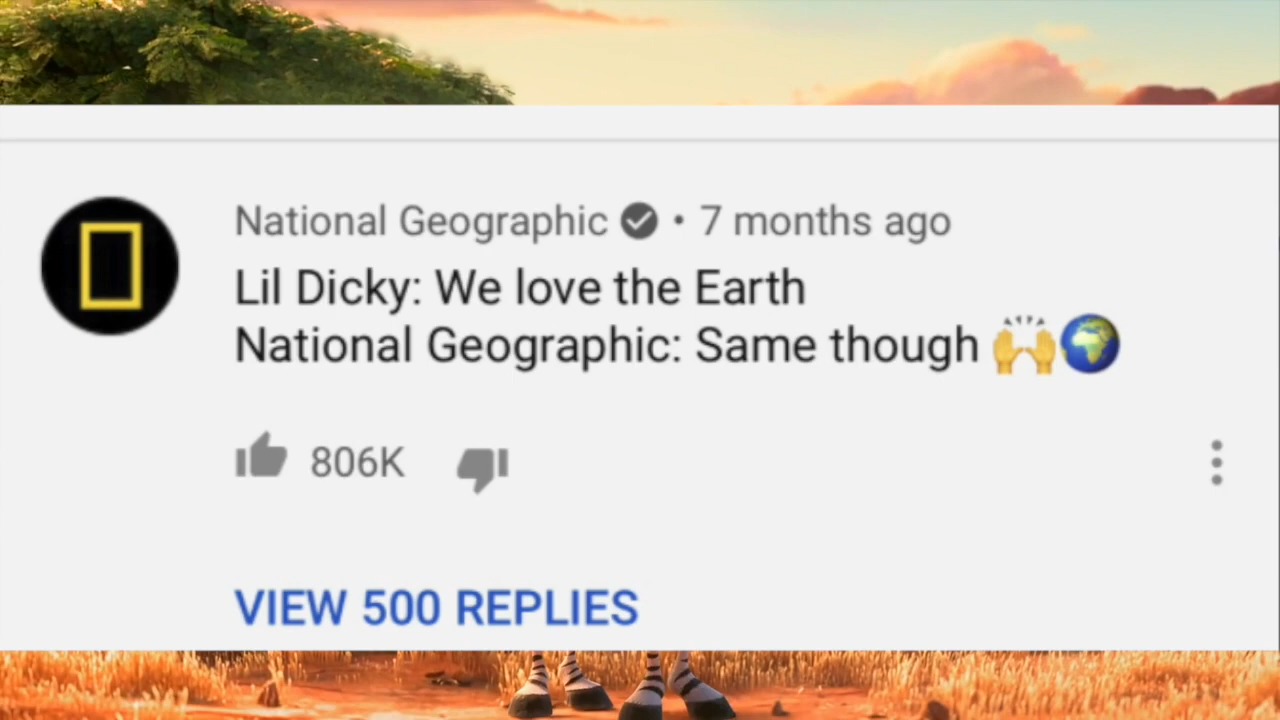 National Geographic • 7 months ago
Lil Dicky: We love the Earth
National Geographic: Same though 🙌🌍
806K
VIEW 500 REPLIES